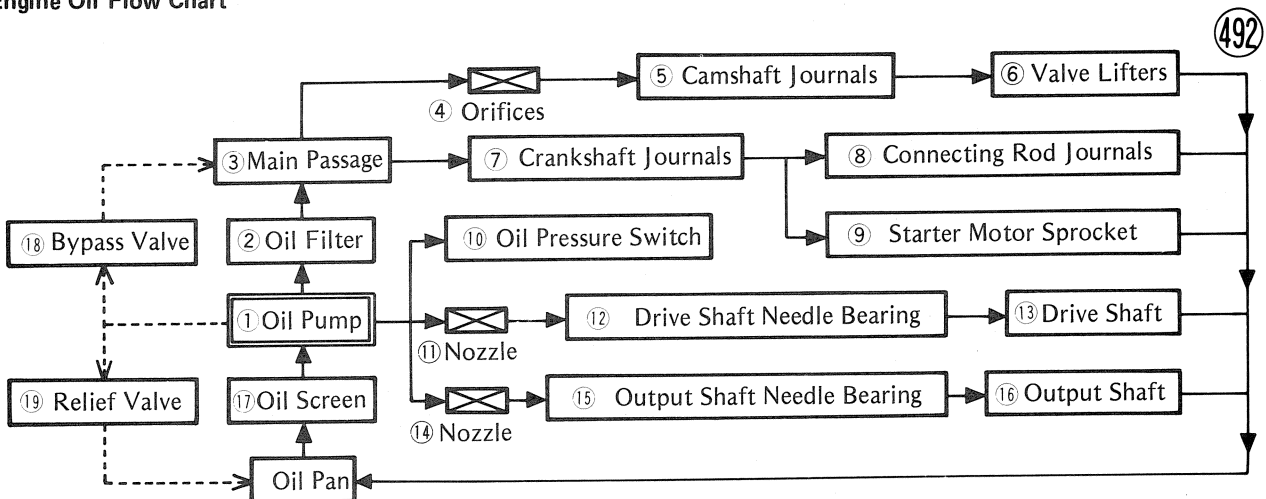 Engine Oil Flow Chart
492
⑤ Camshaft Journals
⑥ Valve Lifters
④ Orifices
③ Main Passage
⑦ Crankshaft Journals
⑧ Connecting Rod Journals
⑱ Bypass Valve
② Oil Filter
⑩ Oil Pressure Switch
⑨ Starter Motor Sprocket
① Oil Pump
⑫ Drive Shaft Needle Bearing
⑬ Drive Shaft
⑪ Nozzle
⑲ Relief Valve
⑰ Oil Screen
⑮ Output Shaft Needle Bearing
⑯ Output Shaft
⑭ Nozzle
Oil Pan